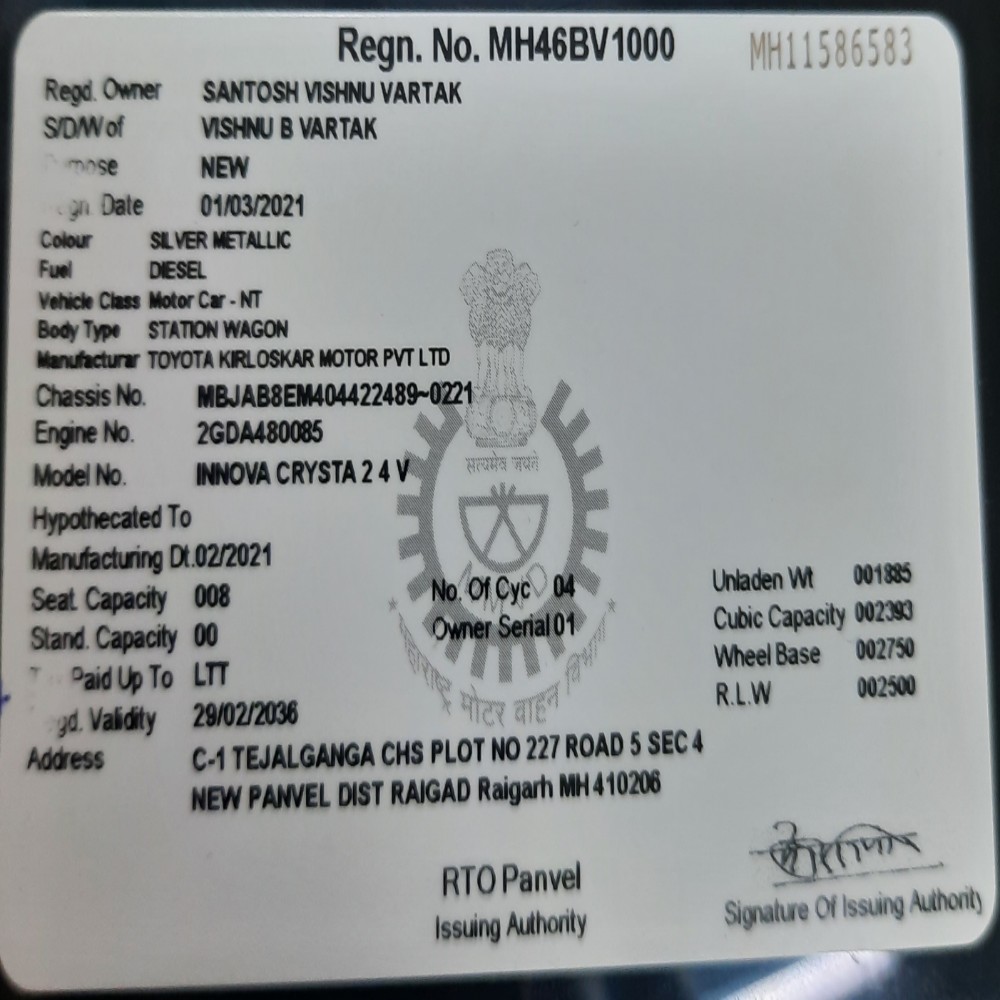 Regn. No. MH46BV1000 MH11586583
Regd. Owner SANTOSH VISHNU VARTAK
S/D/W of VISHNU B VARTAK
NEW
Date 01/03/2021
Colour SILVER METALLIC
Fuel DIESEL
Vehicle Class Motor Car - NT
Body Type STATION WAGON
Manufacturar TOYOTA KIRLOSKAR MOTOR PVT LTD
Chassis No. MBJAB8EM404422489~0221
Engine No. 2GDA480085
Model No. INNOVA CRYSTA 2 4 V
सत्यमेव जयते
Hypothecated To
Manufacturing Dt.02/2021
Seat Capacity 008 No. Of Cyc 04 Unladen Wt 001885
Stand. Capacity 00 Owner Serial 01 Cubic Capacity 002393
Paid Up To LTT Wheel Base 002750
Validity 29/02/2036 R.L.W 002500
महाराष्ट्र मोटर वाहन विभाग
Address C-1 TEJALGANGA CHS PLOT NO 227 ROAD 5 SEC 4
NEW PANVEL DIST RAIGAD Raigarh MH 410206
RTO Panvel
Issuing Authority Signature Of Issuing Authority